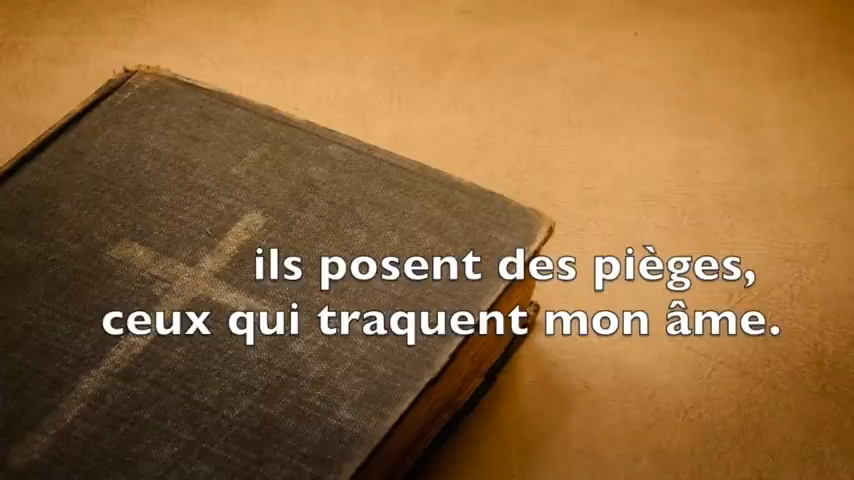 ils posent des pièges,
ceux qui traquent mon âme.